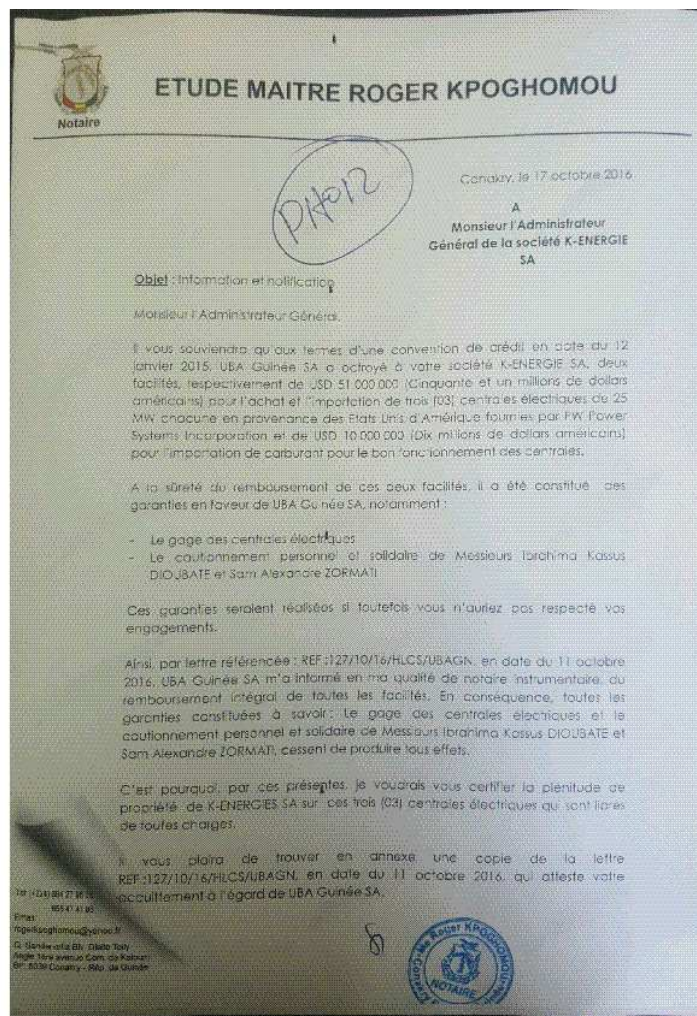 ETUDE MAITRE ROGER KPOGHOMOU
Notaire
PH012
Conakry, le 17 octobre 2016
A
Monsieur l'Administrateur
Général de la société K-ENERGIE
SA
Objet : Information et notification
Monsieur l'Administrateur Général,
Il vous souviendra qu'aux termes d'une convention de crédit en date du 12
janvier 2015, UBA Guinée SA a octroyé à votre société K-ENERGIE SA, deux
facilités, respectivement de USD 51 000 000 (Cinquante et un millions de dollars
américains) pour l'achat et l'importation de trois (03) centrales électriques de 25
MW chacune en provenance des Etats Unis d'Amérique fournies par PW Power
Systems Incorporation et de USD 10 000 000 (Dix millions de dollars americains)
pour l'importation de carburant pour le bon fonctionnement des centrales.
A la sûreté du remboursement de ces deux facilités, il a été constitué des
garanties en faveur de UBA Guinée SA, notamment :
- Le gage des centrales électriques
- Le cautionnement personnel et solidaire de Messieurs Ibrahima Kassus
DIOUBATE et Sam Alexandre ZORMATI
Ces garanties seraient réalisées si toutefois vous n'auriez pas respecté vos
engagements.
Ainsi, par lettre référencée : REF :127/10/16/HLCS/UBAGN, en date du 11 octobre
2016, UBA Guinée SA m'a informé en ma qualité de notaire instrumentaire, du
remboursement intégral de toutes les facilités. En conséquence, toutes les
garanties constituées à savoir : Le gage des centrales électriques et le
cautionnement personnel et solidaire de Messieurs Ibrahima Kassus DIOUBATE et
Sam Alexandre ZORMATI, cessent de produire tous effets.
C'est pourquoi, par ces présentes, je voudrais vous certifier la plénitude de
propriété de K-ENERGIES SA sur ces trois (03) centrales électriques qui sont libres
de toutes charges.
Il vous plaira de trouver en annexe une copie de la lettre
REF :127/10/16/HLCS/UBAGN, en date du 11 octobre 2016, qui atteste votre
acquittement à l'égard de UBA Guinée SA.
Email
rogerkpoghomou@yahoo.fr
BP: 5039 Conakry - Rép. de Guinée
Me Roger KPOGHOMOU
NOTAIRE